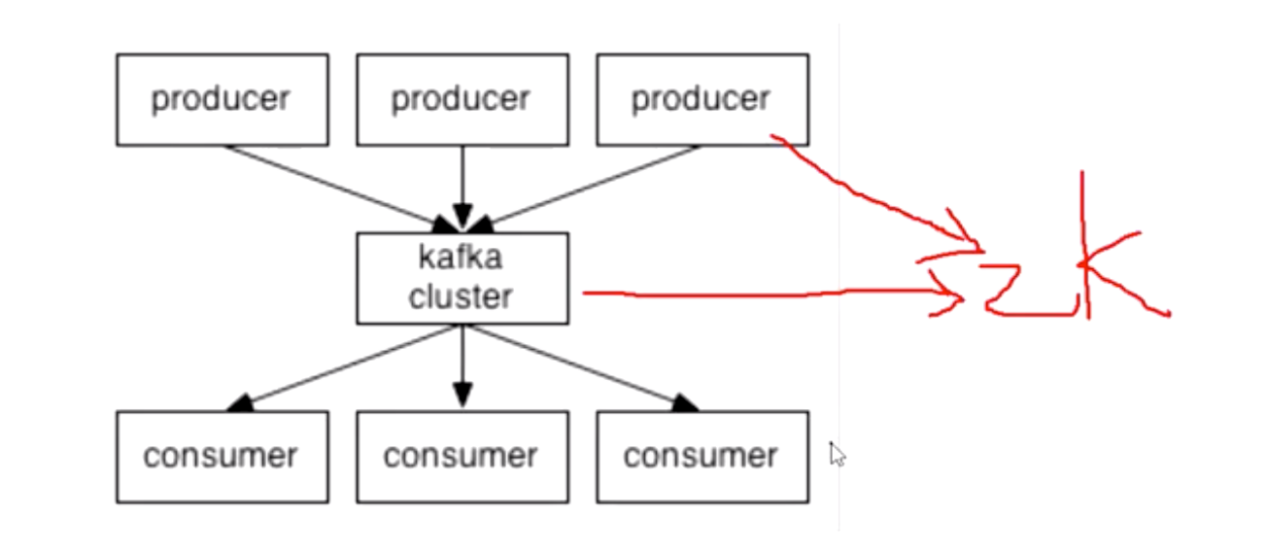 producer producer producer
kafka
cluster
zk
consumer consumer consumer